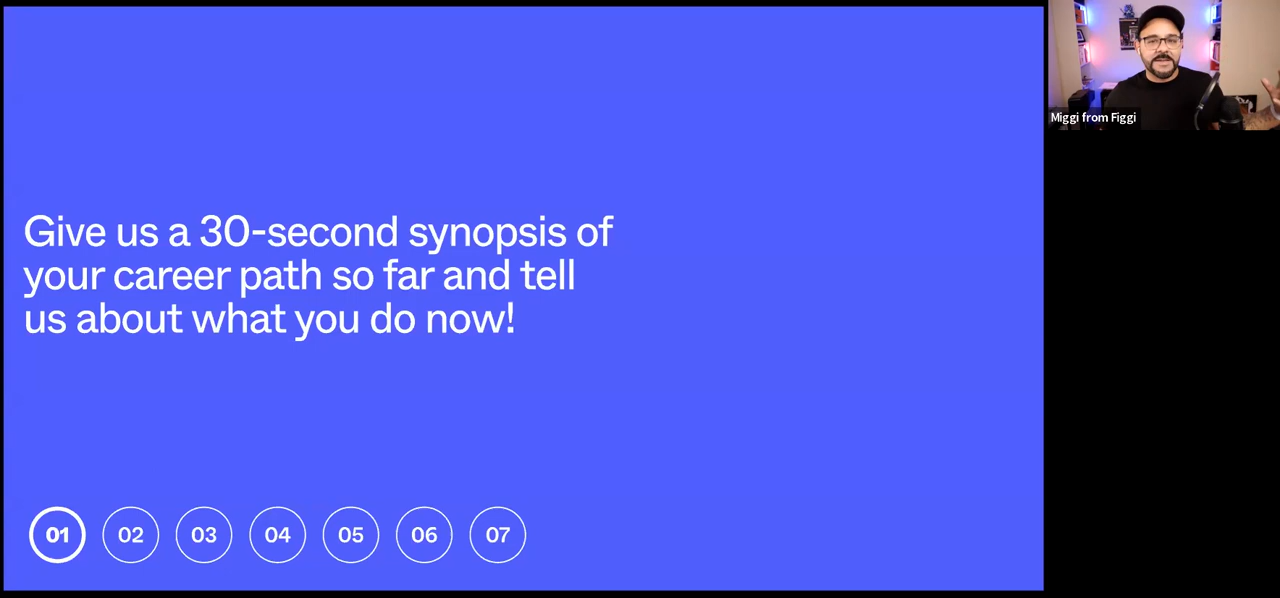 Give us a 30-second synopsis of
your career path so far and tell
us about what you do now!
01 02 03 04 05 06 07
Miggi from Figgi